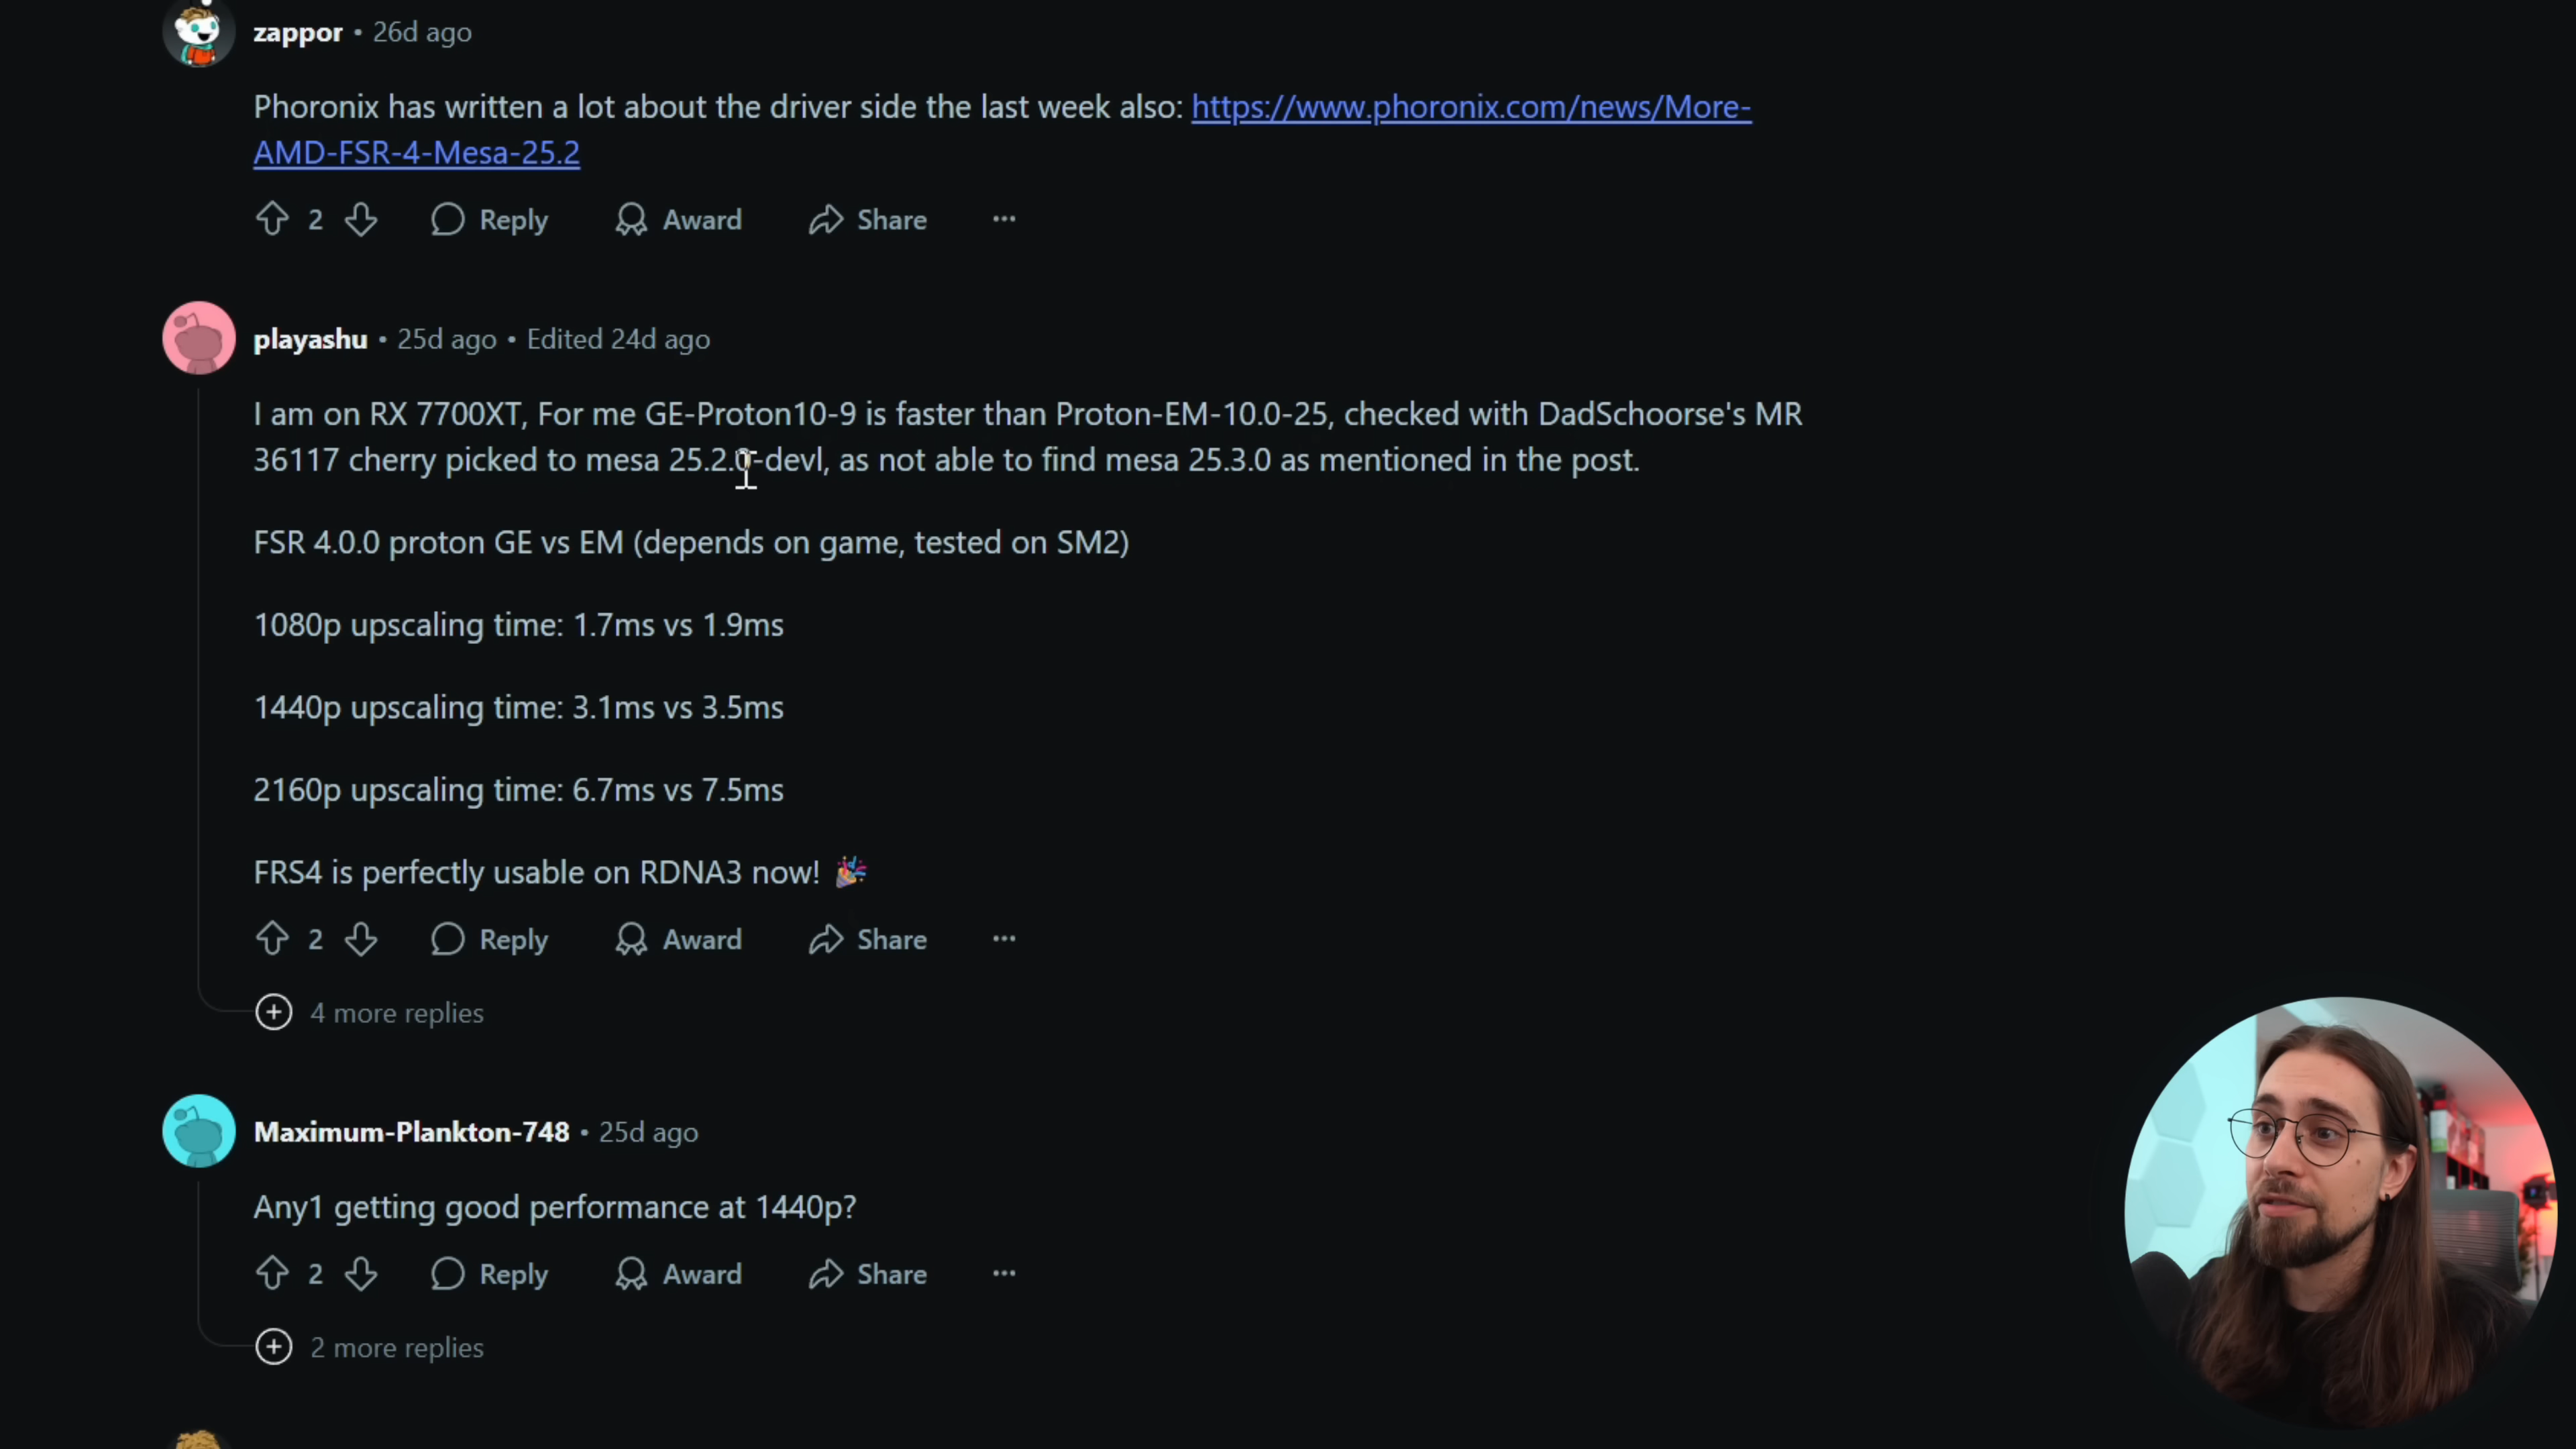 zappor • 26d ago
Phoronix has written a lot about the driver side the last week also: https://www.phoronix.com/news/More-
AMD-FSR-4-Mesa-25.2
2 Reply Award Share ...
playashu • 25d ago • Edited 24d ago
I am on RX 7700XT, For me GE-Proton10-9 is faster than Proton-EM-10.0-25, checked with DadSchoorse's MR
36117 cherry picked to mesa 25.2.0-devl, as not able to find mesa 25.3.0 as mentioned in the post.
FSR 4.0.0 proton GE vs EM (depends on game, tested on SM2)
1080p upscaling time: 1.7ms vs 1.9ms
1440p upscaling time: 3.1ms vs 3.5ms
2160p upscaling time: 6.7ms vs 7.5ms
FRS4 is perfectly usable on RDNA3 now! 🎉
2 Reply Award Share ...
4 more replies
Maximum-Plankton-748 • 25d ago
Any1 getting good performance at 1440p?
2 Reply Award Share ...
2 more replies